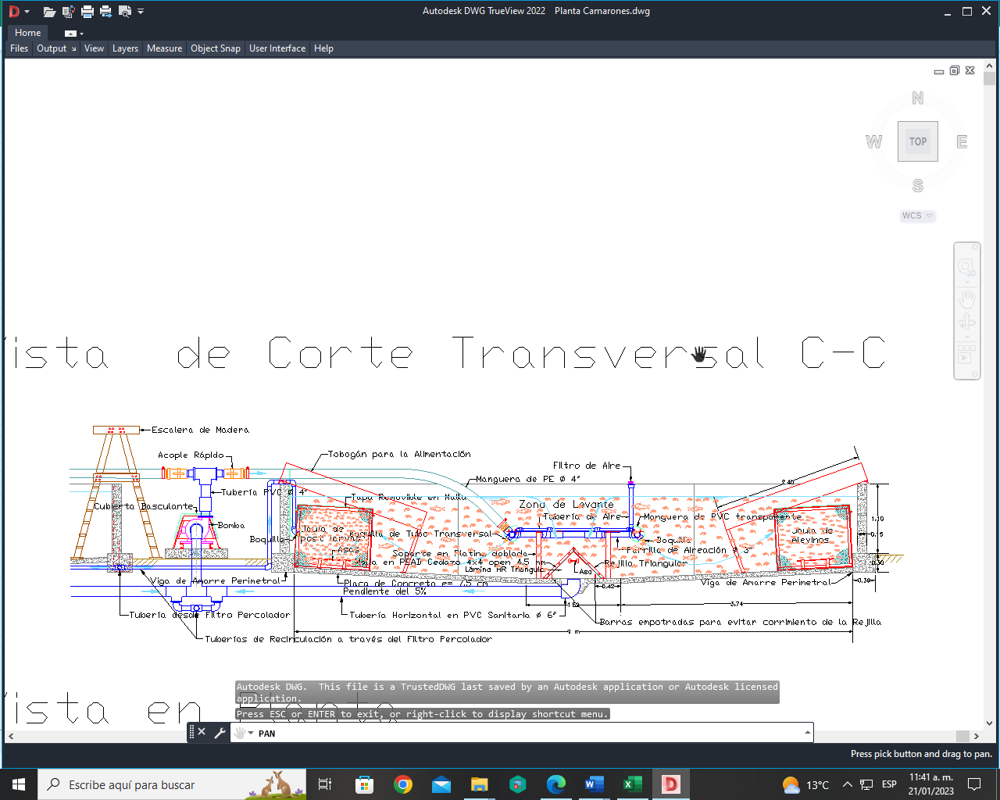 Autodesk DWG TrueView 2022    Planta Camarones.dwg
Home
Files Output View Layers Measure Object Snap User Interface Help
N
W TOP E
S
WCS
2D
Vista de Corte Transversal C-C
Escalera de Madera
Acople Rápido
Tobogán para la Alimentación
Filtro de Aire
Manguera de PE Ø 4"
2.40
Tubería PVC Ø 4"
Tapa Removible en Malla
Zona de Levante
Cubierta Basculante
Tubería de Aire
Manguera de PVC transparente
1.10
Bomba
Jaula de
postlarvas
Boquilla de Tubo Transversal
Jaula de
Alevinos
Boquilla
Boquilla
0.15
Asas
Soporte en Platina doblada
Parrilla de Aireación Ø 3"
Malla en PEAD Cedazo 4x4 open 4.5 mm
Rejilla Triangular
0.30
Lámina HR Triangular
Asa
Viga de Amarre Perimetral
Placa de Concreto e= 7.5 cm
0.42
Viga de Amarre Perimetral
0.30
Pendiente del 5%
1.62
3.74
Tubería desde Filtro Percolador
Tubería Horizontal en PVC Sanitaria Ø 6"
Barras empotradas para evitar corrimiento de la Rejilla
9 m
Tuberías de Recirculación a través del Filtro Percolador
Vista en Planta
Autodesk DWG.  This file is a TrustedDWG last saved by an Autodesk application or Autodesk licensed
application.
Press ESC or ENTER to exit, or right-click to display shortcut menu.
PAN
Press pick button and drag to pan.
Escribe aquí para buscar
13°C
ESP
11:41 a. m.
21/01/2023